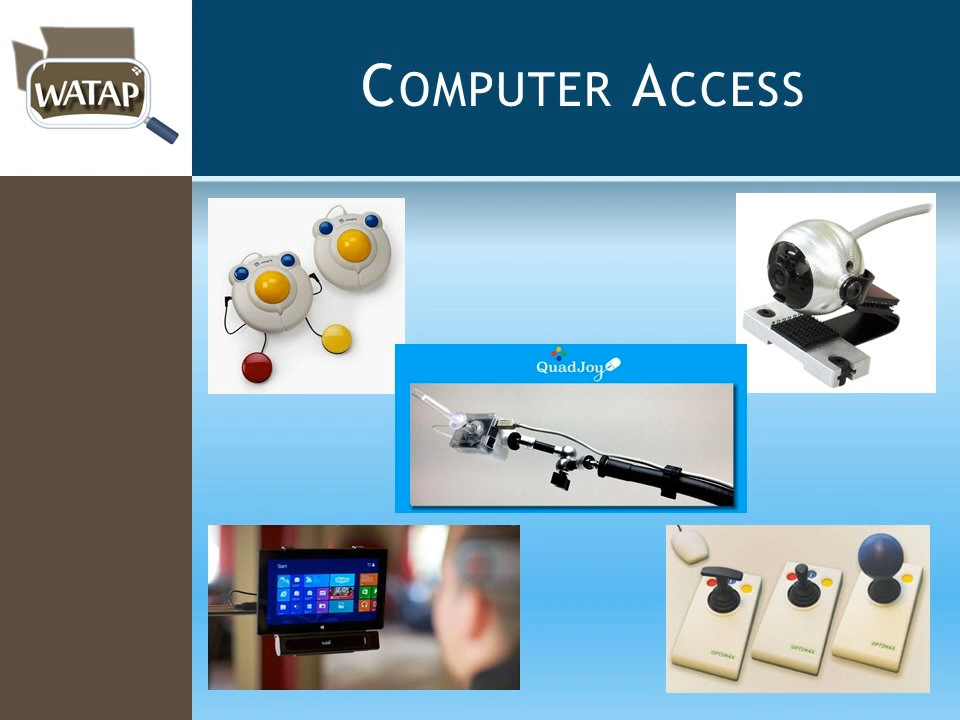 WATAP
COMPUTER ACCESS
QuadJoy
Start
OPTIMAX
OPTIMAX
OPTIMAX